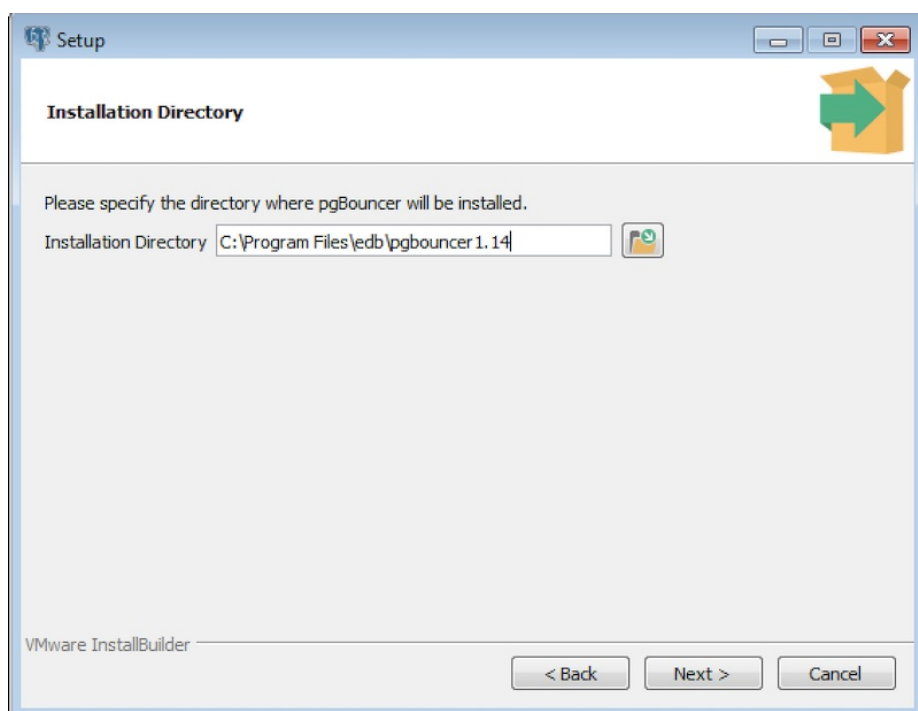 Setup
Installation Directory
Please specify the directory where pgBouncer will be installed.
Installation Directory C:\Program Files\edb\pgbouncer1.14
VMware InstallBuilder
< Back Next > Cancel